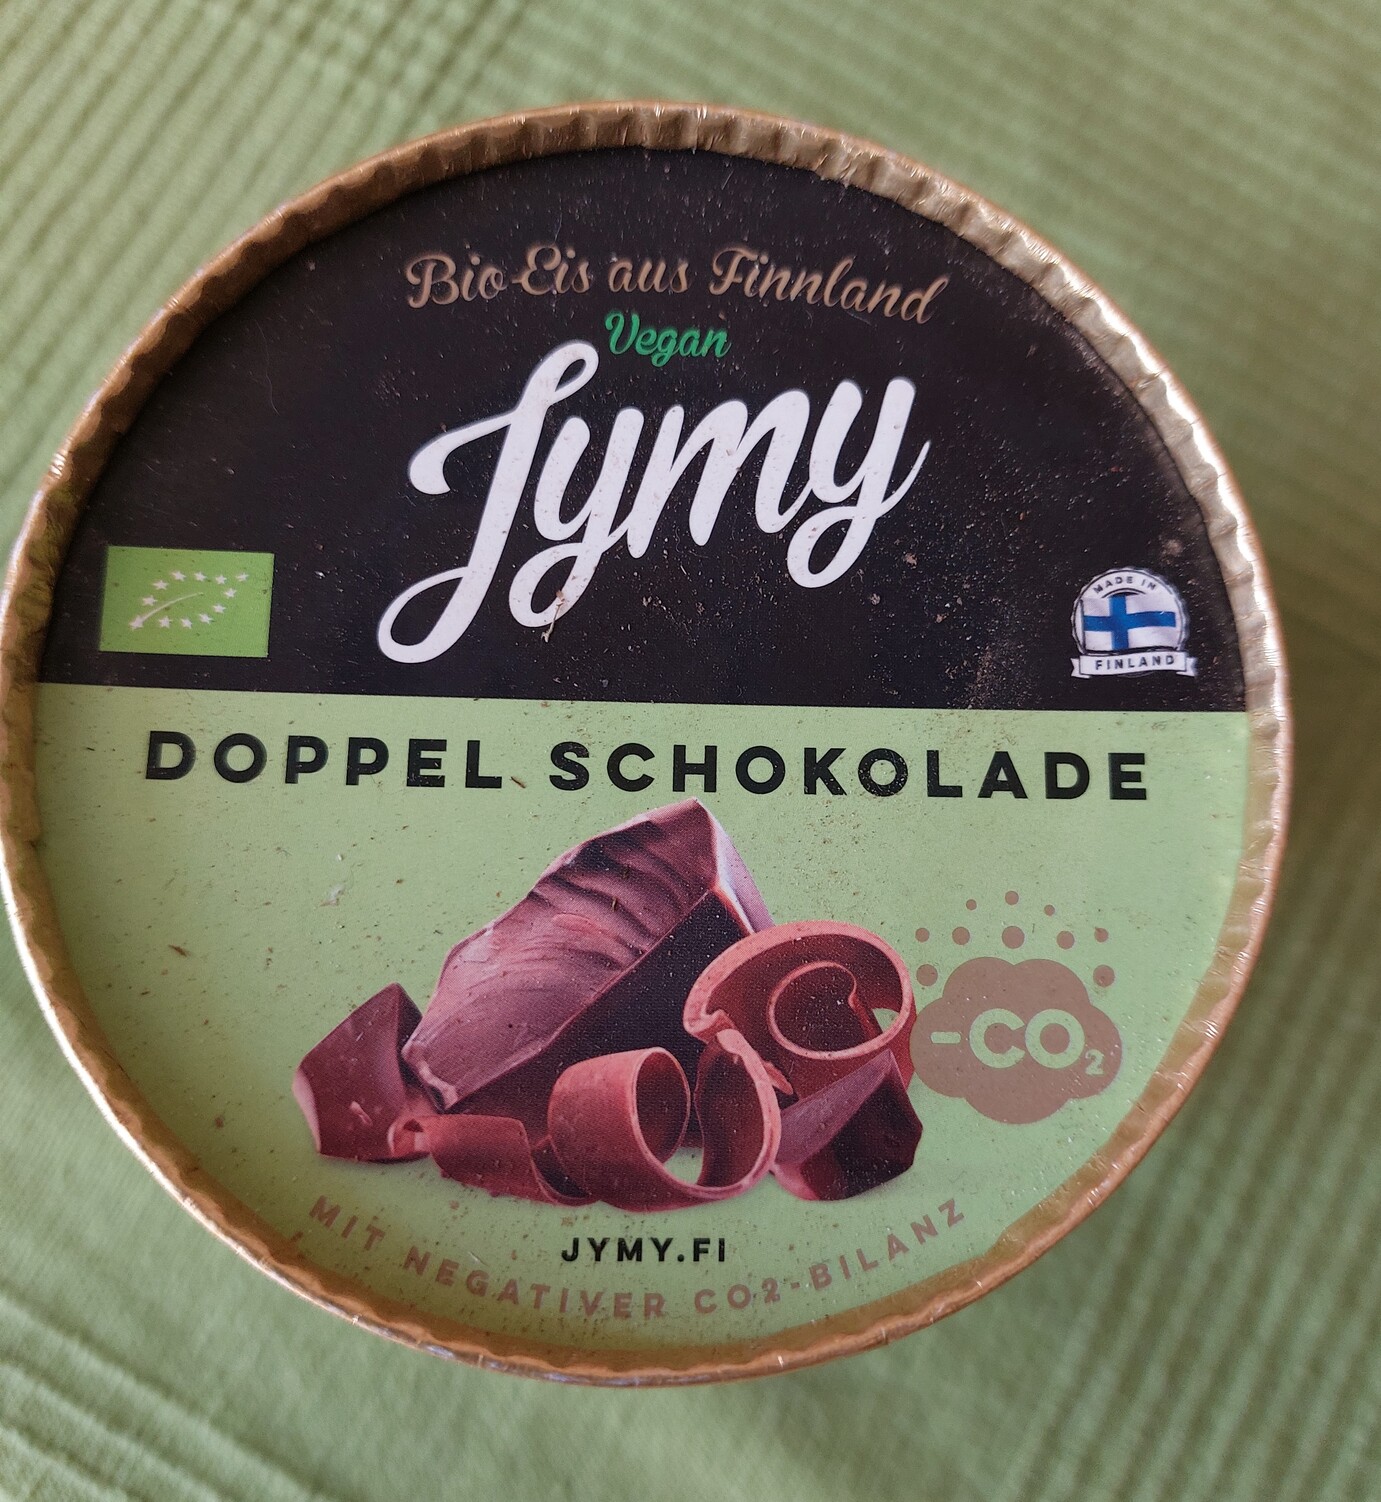 Bio-Eis aus Finnland
Vegan
Jymy
MADE IN
FINLAND
DOPPEL SCHOKOLADE
-CO₂
JYMY.FI
MIT NEGATIVER CO2-BILANZ